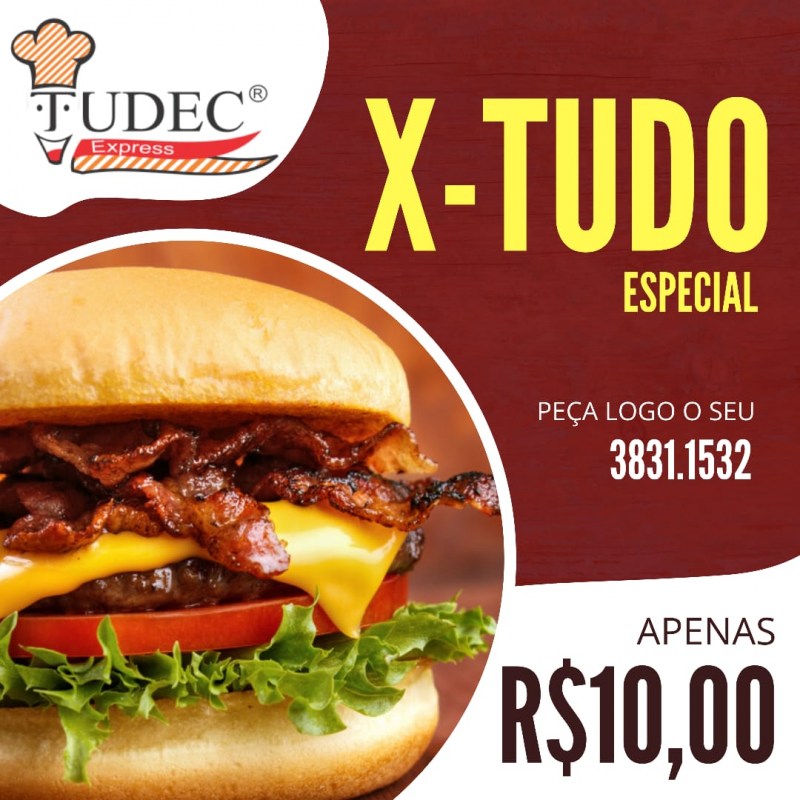 TUDEC®
Express
X-TUDO
ESPECIAL
PEÇA LOGO O SEU
3831.1532
APENAS
R$10,00